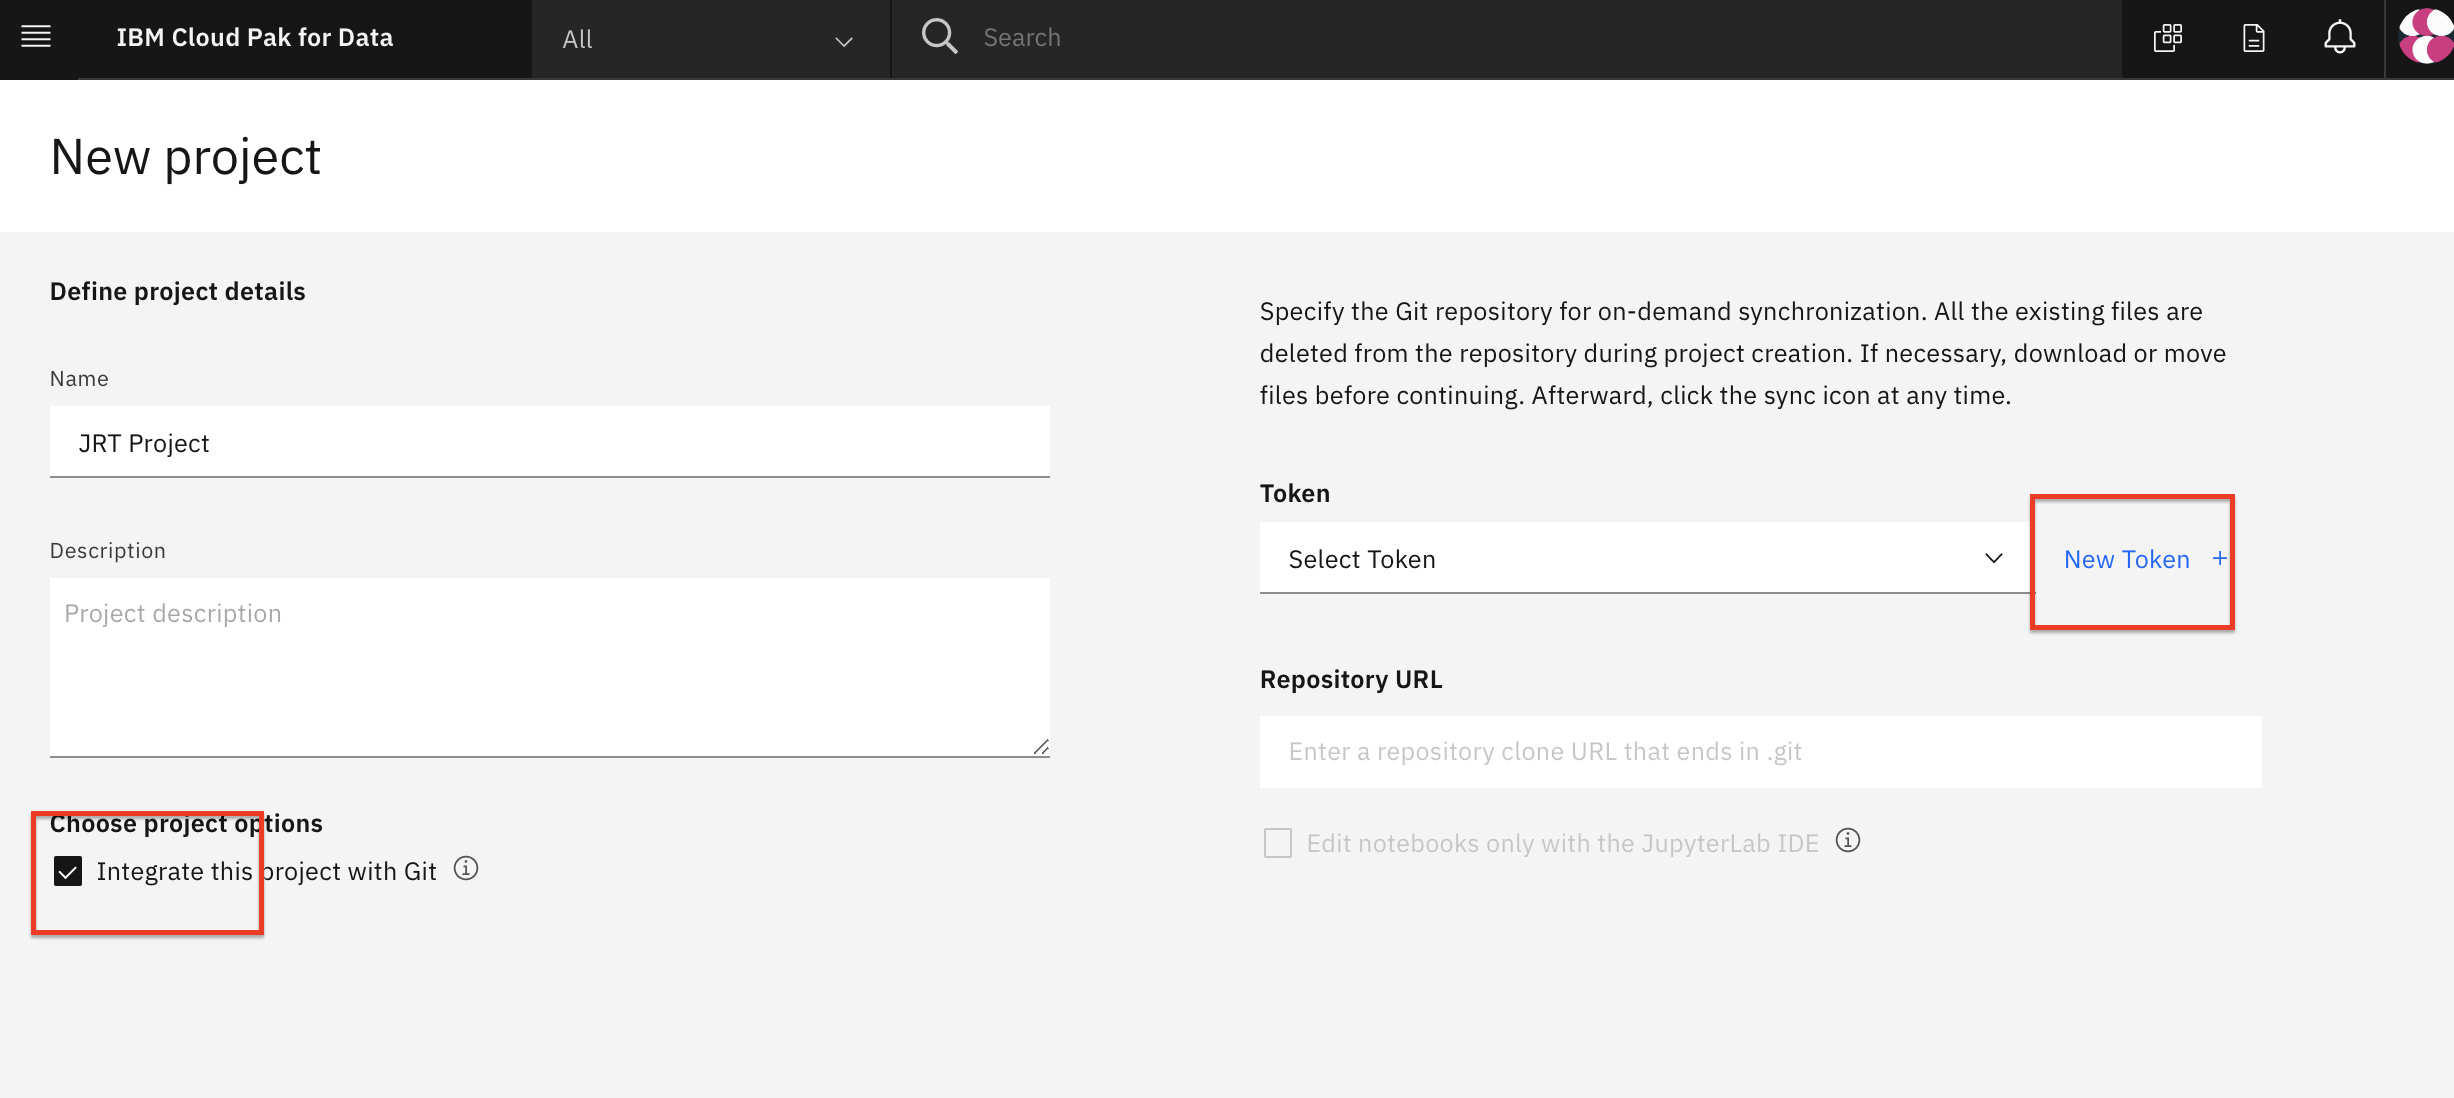 IBM Cloud Pak for Data
All
Search
New project
Define project details
Name
JRT Project
Description
Project description
Choose project options
Integrate this project with Git
Specify the Git repository for on-demand synchronization. All the existing files are
deleted from the repository during project creation. If necessary, download or move
files before continuing. Afterward, click the sync icon at any time.
Token
Select Token
New Token +
Repository URL
Enter a repository clone URL that ends in .git
Edit notebooks only with the JupyterLab IDE